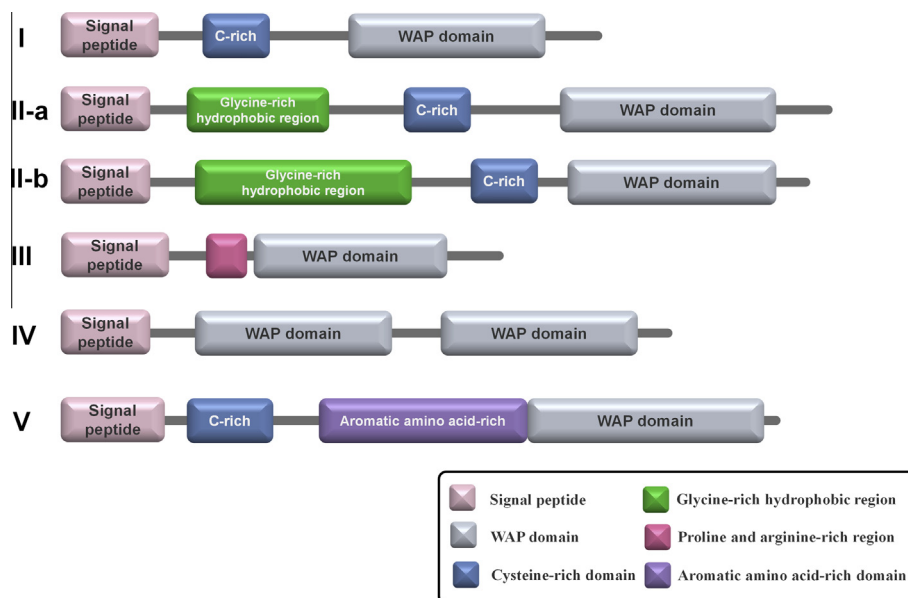 I
Signal
peptide
C-rich
WAP domain
II-a
Signal
peptide
Glycine-rich
hydrophobic region
C-rich
WAP domain
II-b
Signal
peptide
Glycine-rich
hydrophobic region
C-rich
WAP domain
III
Signal
peptide
WAP domain
IV
Signal
peptide
WAP domain
WAP domain
V
Signal
peptide
C-rich
Aromatic amino acid-rich
WAP domain
Signal peptide
Glycine-rich hydrophobic region
WAP domain
Proline and arginine-rich region
Cysteine-rich domain
Aromatic amino acid-rich domain